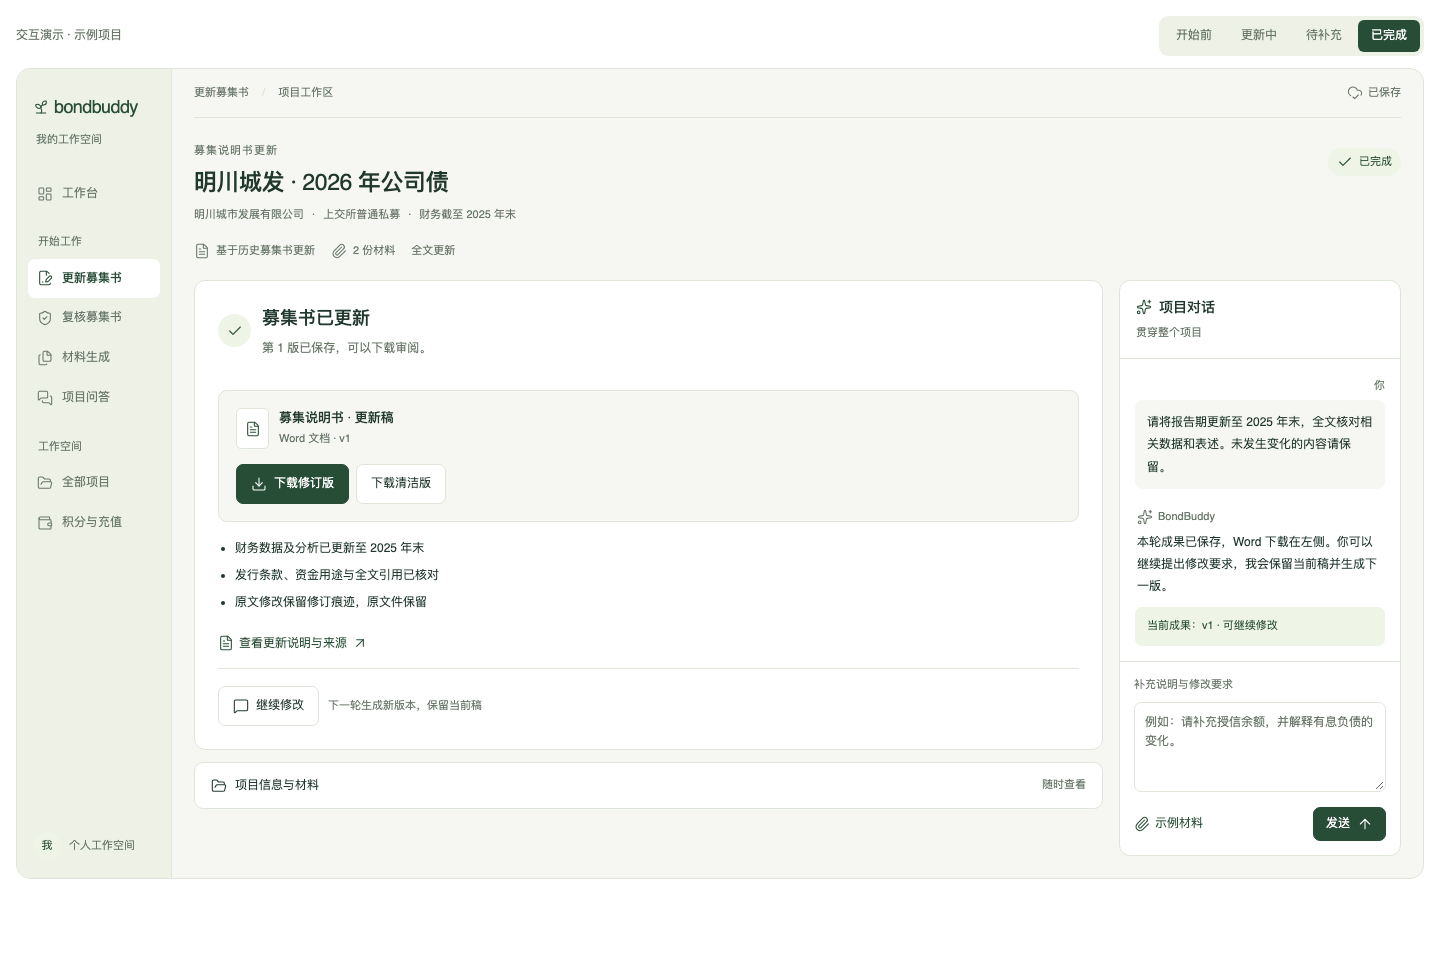 交互演示 · 示例项目
开始前
更新中
待补充
已完成
bondbuddy
我的工作空间
工作台
开始工作
更新募集书
复核募集书
材料生成
项目问答
工作空间
全部项目
积分与充值
我
个人工作空间
更新募集书 / 项目工作区
已保存
募集说明书更新
明川城发 · 2026 年公司债
已完成
明川城市发展有限公司 · 上交所普通私募 · 财务截至 2025 年末
基于历史募集书更新
2 份材料
全文更新
募集书已更新
第 1 版已保存，可以下载审阅。
募集说明书 · 更新稿
Word 文档 · v1
下载修订版
下载清洁版
财务数据及分析已更新至 2025 年末
发行条款、资金用途与全文引用已核对
原文修改保留修订痕迹，原文件保留
查看更新说明与来源
继续修改
下一轮生成新版本，保留当前稿
项目信息与材料
随时查看
项目对话
贯穿整个项目
你
请将报告期更新至 2025 年末，全文核对相
关数据和表述。未发生变化的内容请保
留。
BondBuddy
本轮成果已保存，Word 下载在左侧。你可以
继续提出修改要求，我会保留当前稿并生成下
一版。
当前成果：v1 · 可继续修改
补充说明与修改要求
例如：请补充授信余额，并解释有息负债的
变化。
示例材料
发送